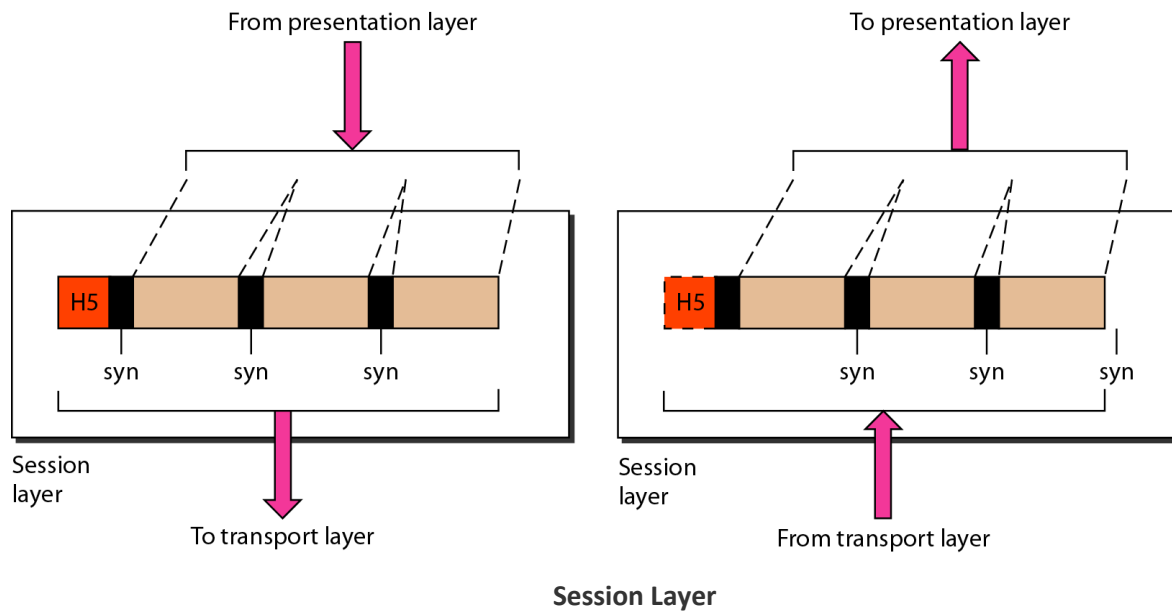 From presentation layer
To presentation layer
H5
syn
syn
syn
H5
syn
syn
syn
Session
layer
Session
layer
To transport layer
From transport layer
Session Layer